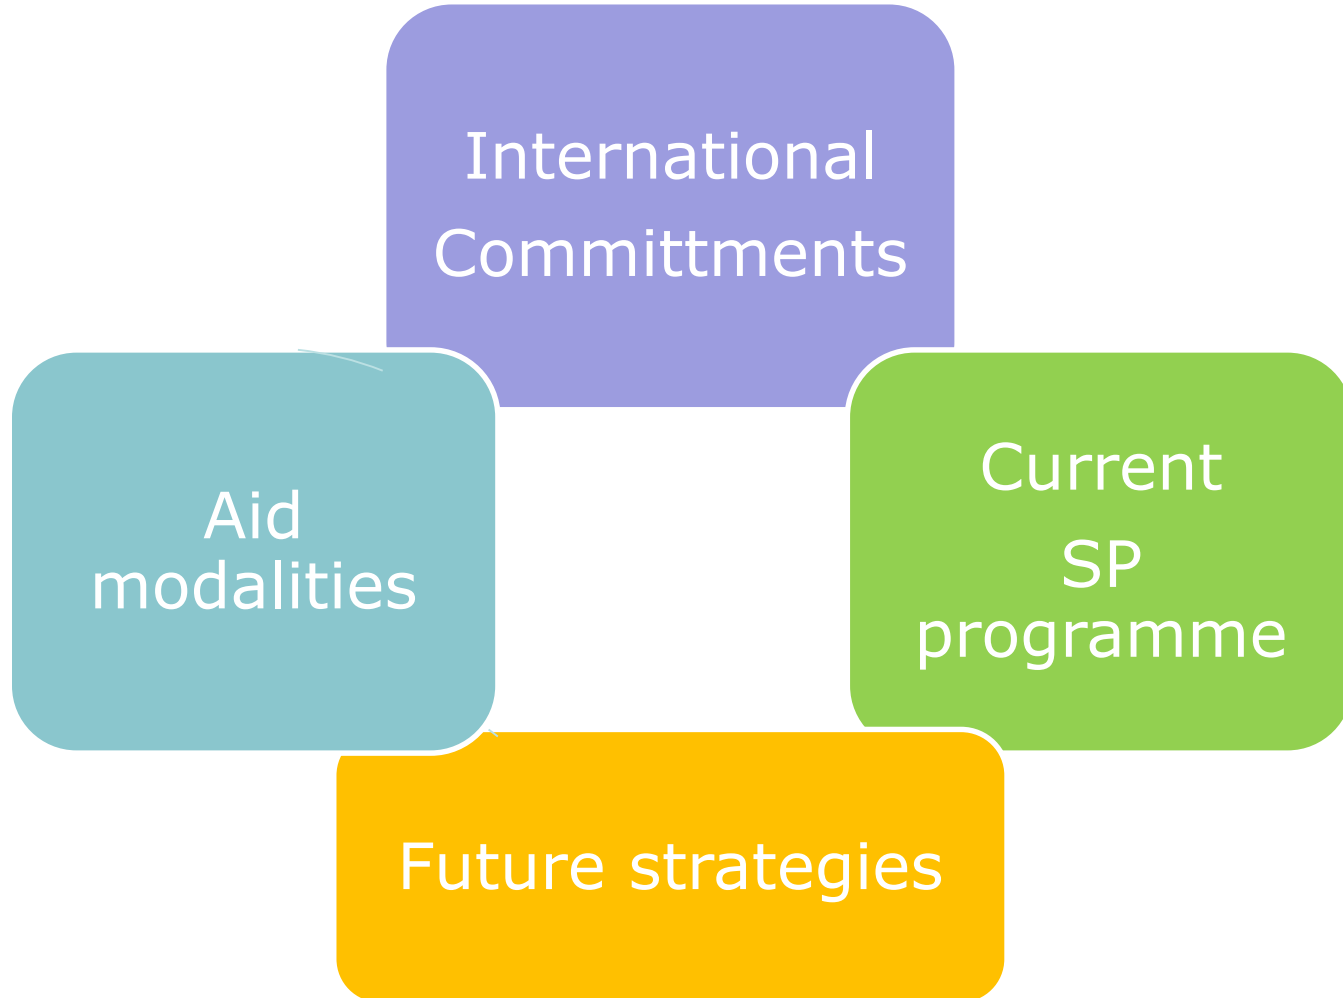 International
Committments
Aid
modalities
Current
SP
programme
Future strategies